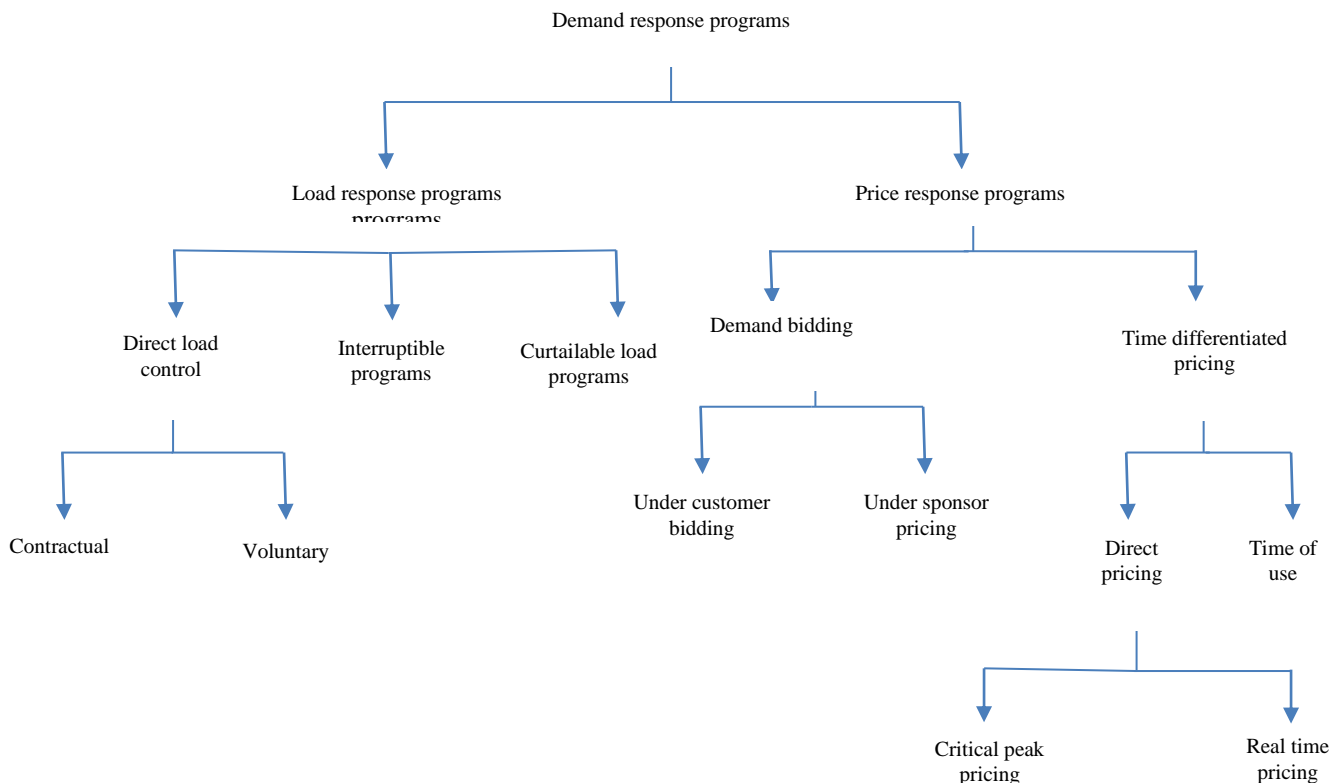 Demand response programs
Load response programs
programs
Price response programs
Direct load
control
Interruptible
programs
Curtailable load
programs
Demand bidding
Time differentiated
pricing
Contractual
Voluntary
Under customer
bidding
Under sponsor
pricing
Direct
pricing
Time of
use
Critical peak
pricing
Real time
pricing